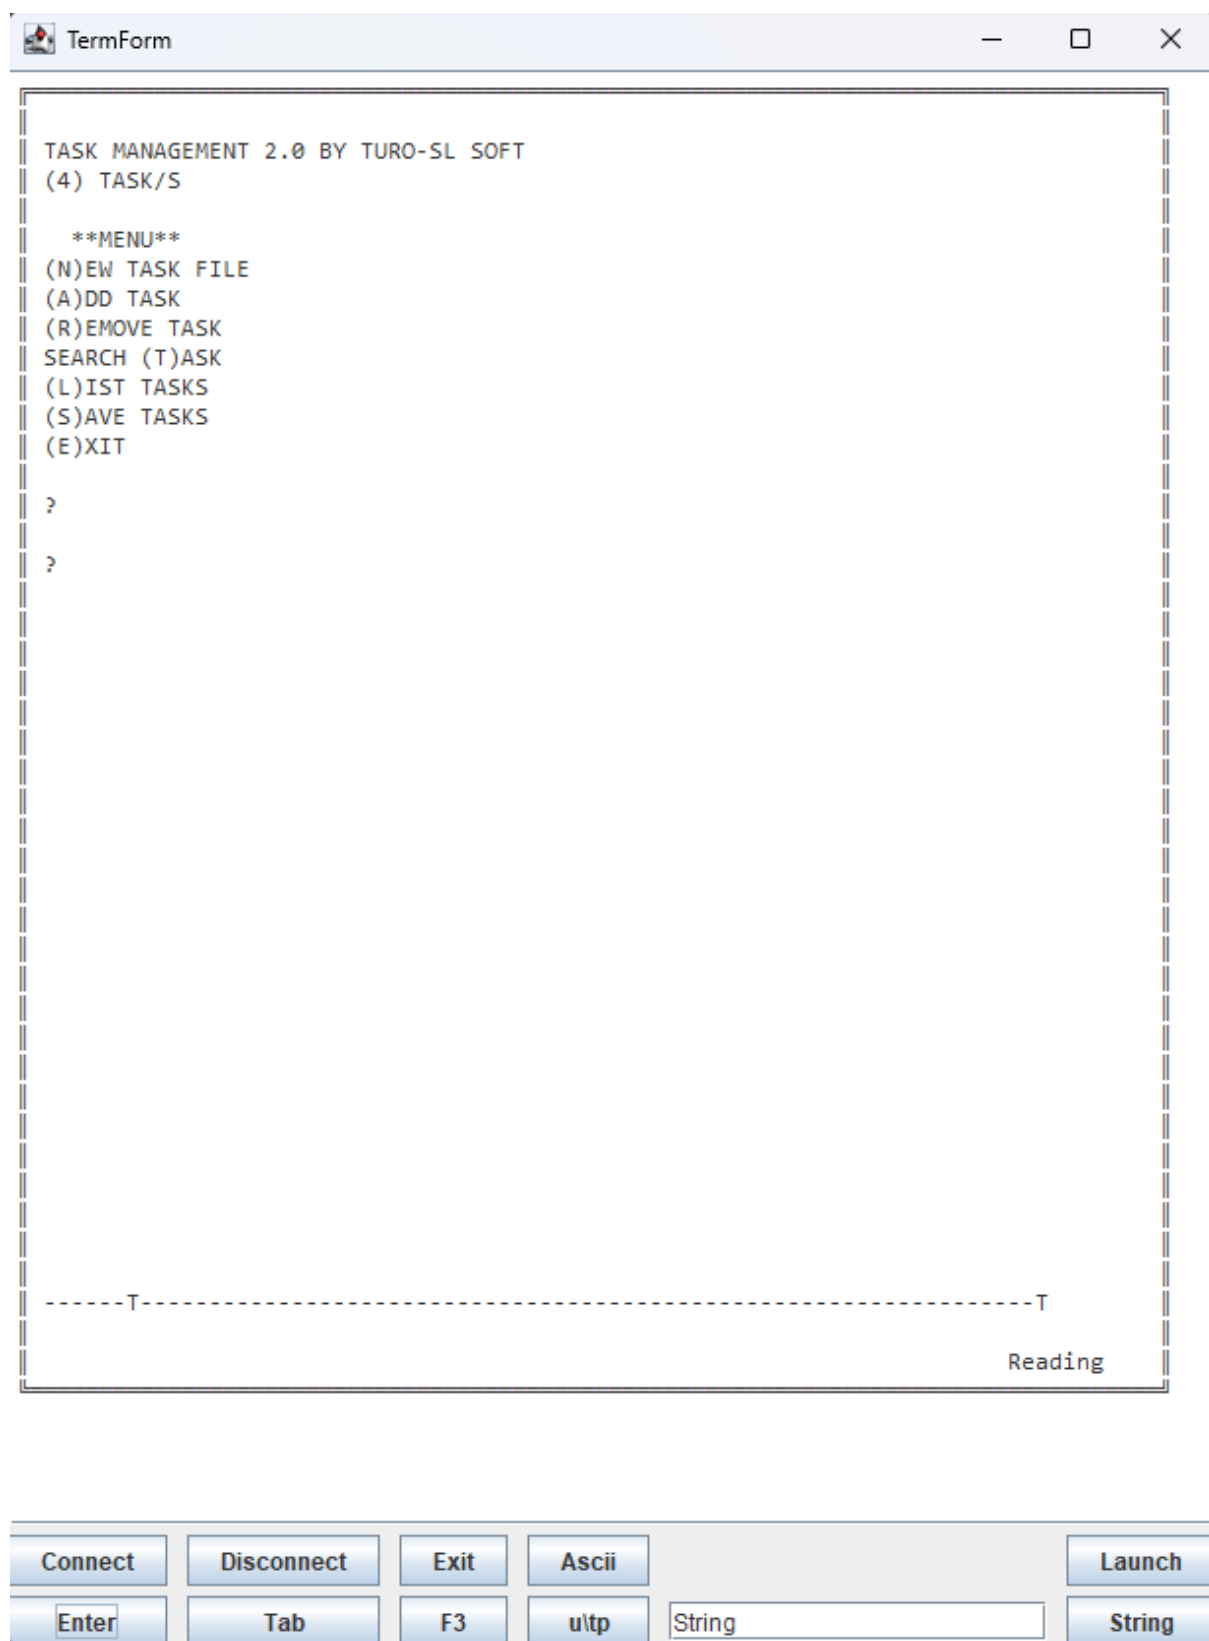 TermForm
TASK MANAGEMENT 2.0 BY TURO-SL SOFT
(4) TASK/S
**MENU**
(N)EW TASK FILE
(A)DD TASK
(R)EMOVE TASK
SEARCH (T)ASK
(L)IST TASKS
(S)AVE TASKS
(E)XIT
?
?
------T-----------------------------------------------------------------T
Reading
Connect Disconnect Exit Ascii Launch
Enter Tab F3 u\tp String String